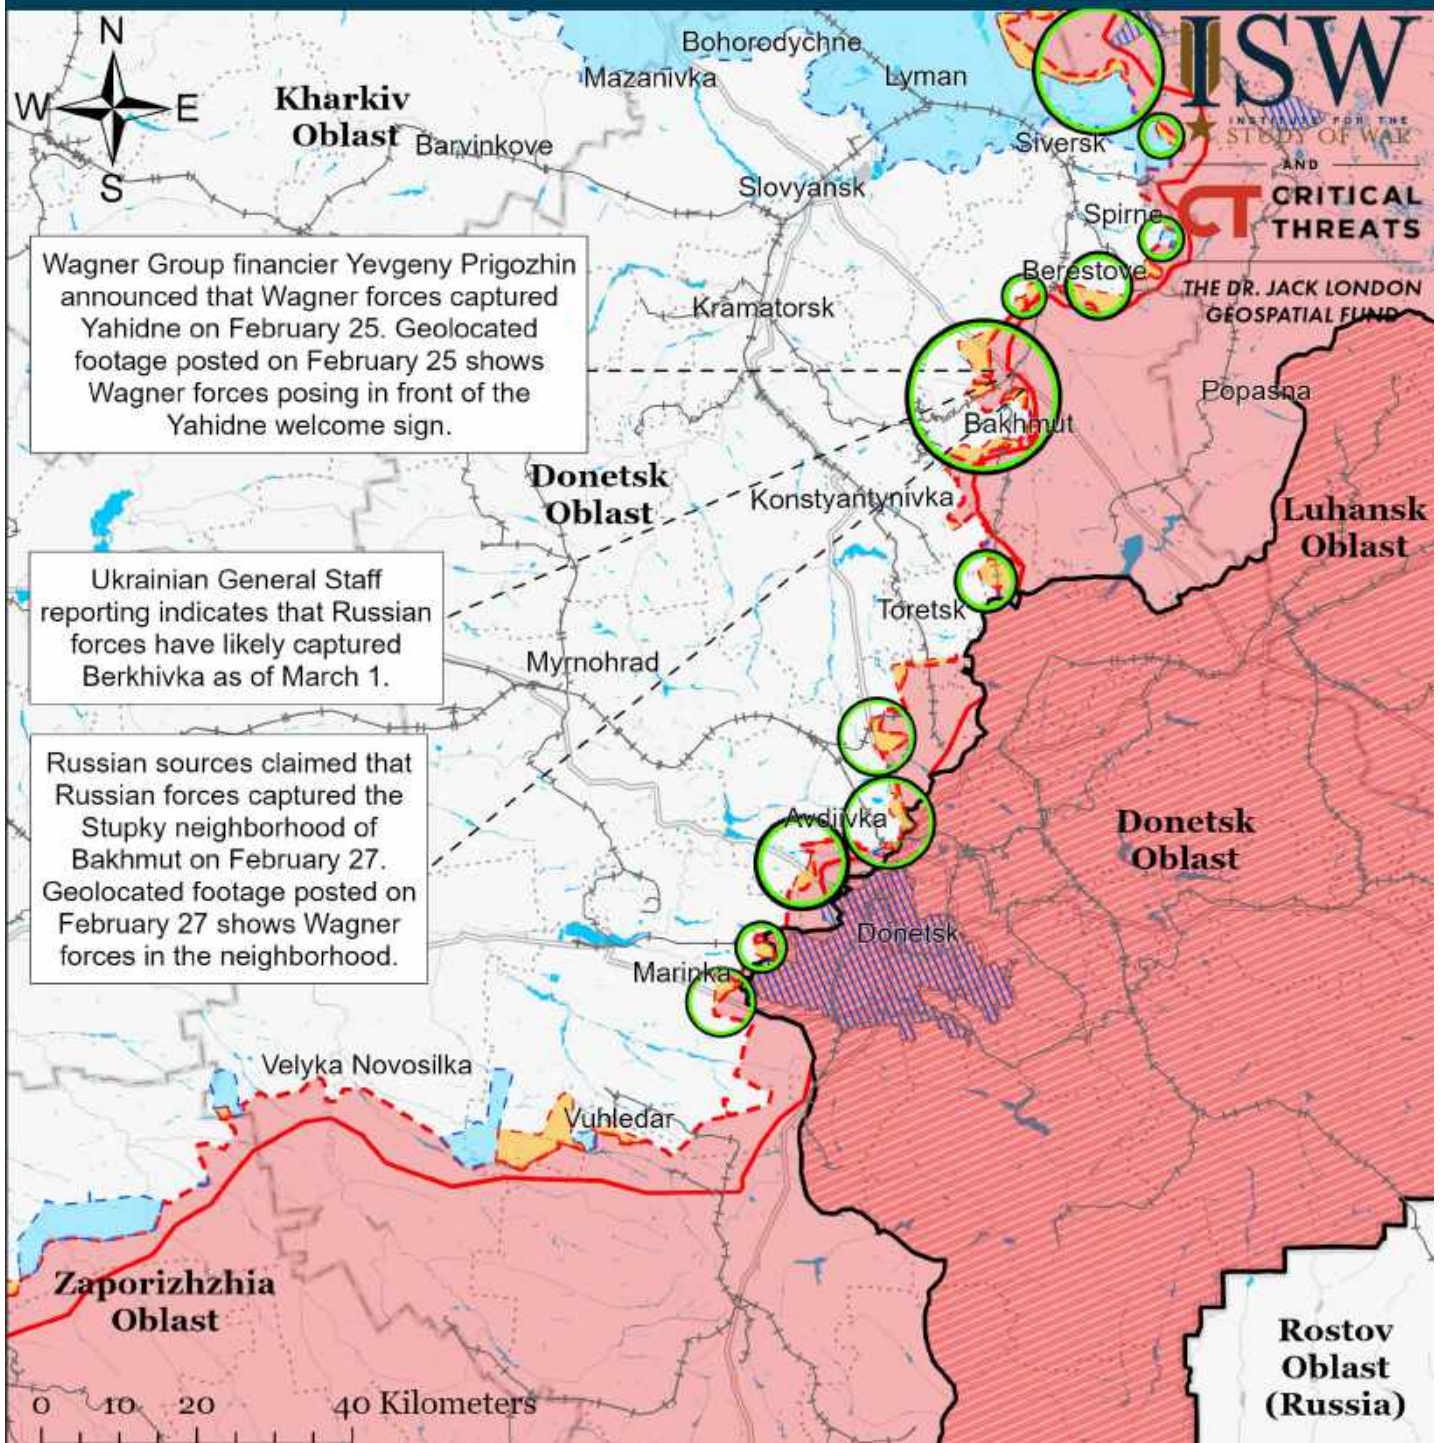 N
W
E
S
Kharkiv
Oblast
Bohorodychne
Mazanivka
Lyman
Barvinkove
Siversk
Slovyansk
Spirne
Berestove
Kramatorsk
Popasna
Bakhmut
ISW
INSTITUTE FOR THE
STUDY OF WAR
AND
CT CRITICAL
THREATS
THE DR. JACK LONDON
GEOSPATIAL FUND
Wagner Group financier Yevgeny Prigozhin
announced that Wagner forces captured
Yahidne on February 25. Geolocated
footage posted on February 25 shows
Wagner forces posing in front of the
Yahidne welcome sign.
Donetsk
Oblast
Konstyantynivka
Luhansk
Oblast
Ukrainian General Staff
reporting indicates that Russian
forces have likely captured
Berkhivka as of March 1.
Toretsk
Myrnohrad
Russian sources claimed that
Russian forces captured the
Stupky neighborhood of
Bakhmut on February 27.
Geolocated footage posted on
February 27 shows Wagner
forces in the neighborhood.
Avdiivka
Donetsk
Oblast
Donetsk
Marinka
Velyka Novosilka
Vuhledar
Zaporizhzhia
Oblast
Rostov
Oblast
(Russia)
0 10 20 40 Kilometers